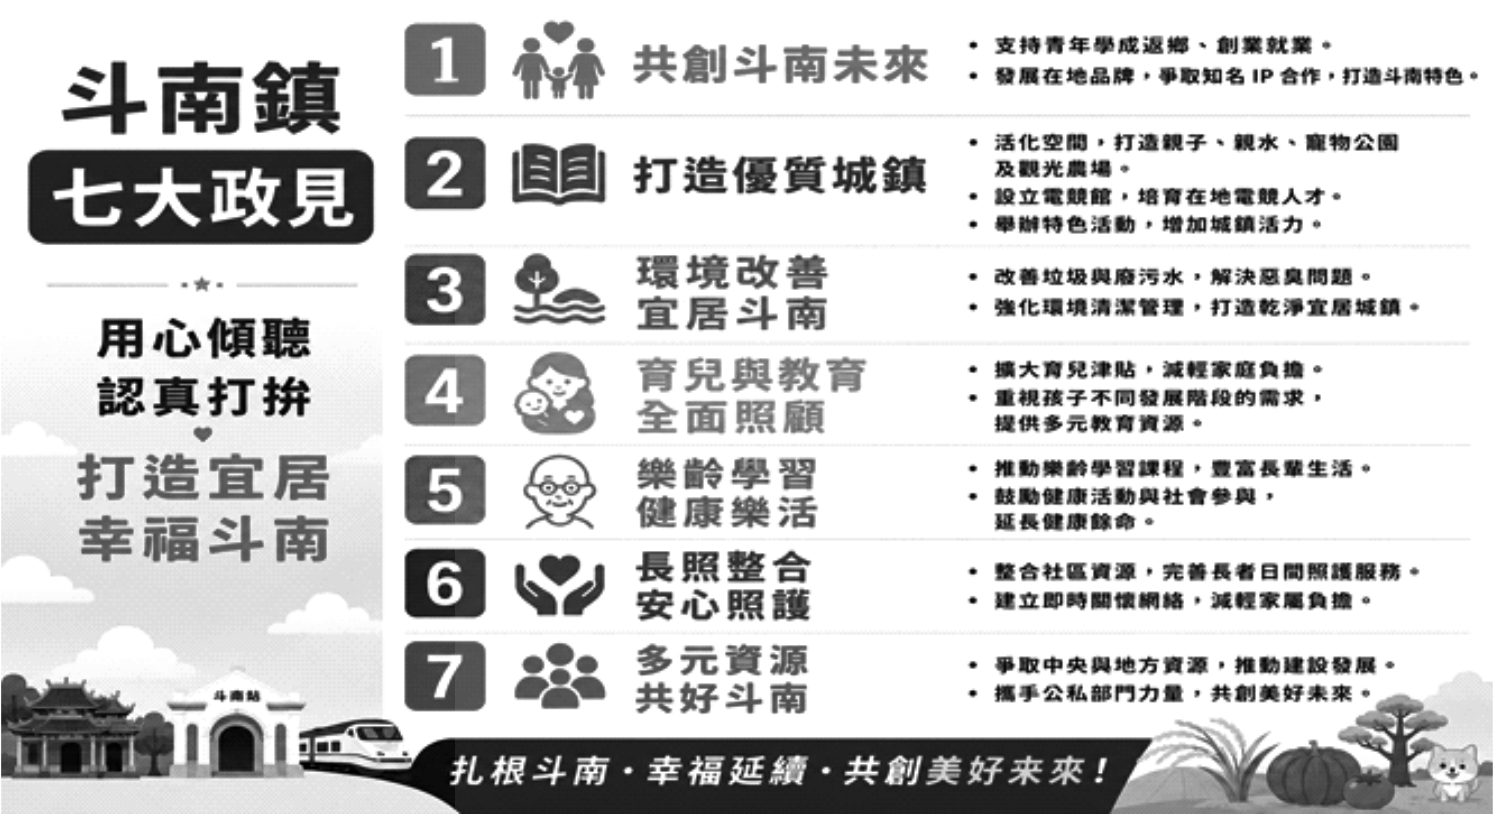 斗南鎮
七大政見
用心傾聽
認真打拚
打造宜居
幸福斗南
斗南站
1
共創斗南未來
• 支持青年學成返鄉、創業就業。
• 發展在地品牌，爭取知名 IP 合作，打造斗南特色。
2
打造優質城鎮
• 活化空間，打造親子、親水、寵物公園
及觀光農場。
• 設立電競館，培育在地電競人才。
• 舉辦特色活動，增加城鎮活力。
3
環境改善
宜居斗南
• 改善垃圾與廢污水，解決惡臭問題。
• 強化環境清潔管理，打造乾淨宜居城鎮。
4
育兒與教育
全面照顧
• 擴大育兒津貼，減輕家庭負擔。
• 重視孩子不同發展階段的需求，
提供多元教育資源。
5
樂齡學習
健康樂活
• 推動樂齡學習課程，豐富長輩生活。
• 鼓勵健康活動與社會參與，
延長健康餘命。
6
長照整合
安心照護
• 整合社區資源，完善長者日間照護服務。
• 建立即時關懷網絡，減輕家屬負擔。
7
多元資源
共好斗南
• 爭取中央與地方資源，推動建設發展。
• 攜手公私部門力量，共創美好未來。
扎根斗南・幸福延續・共創美好未來！